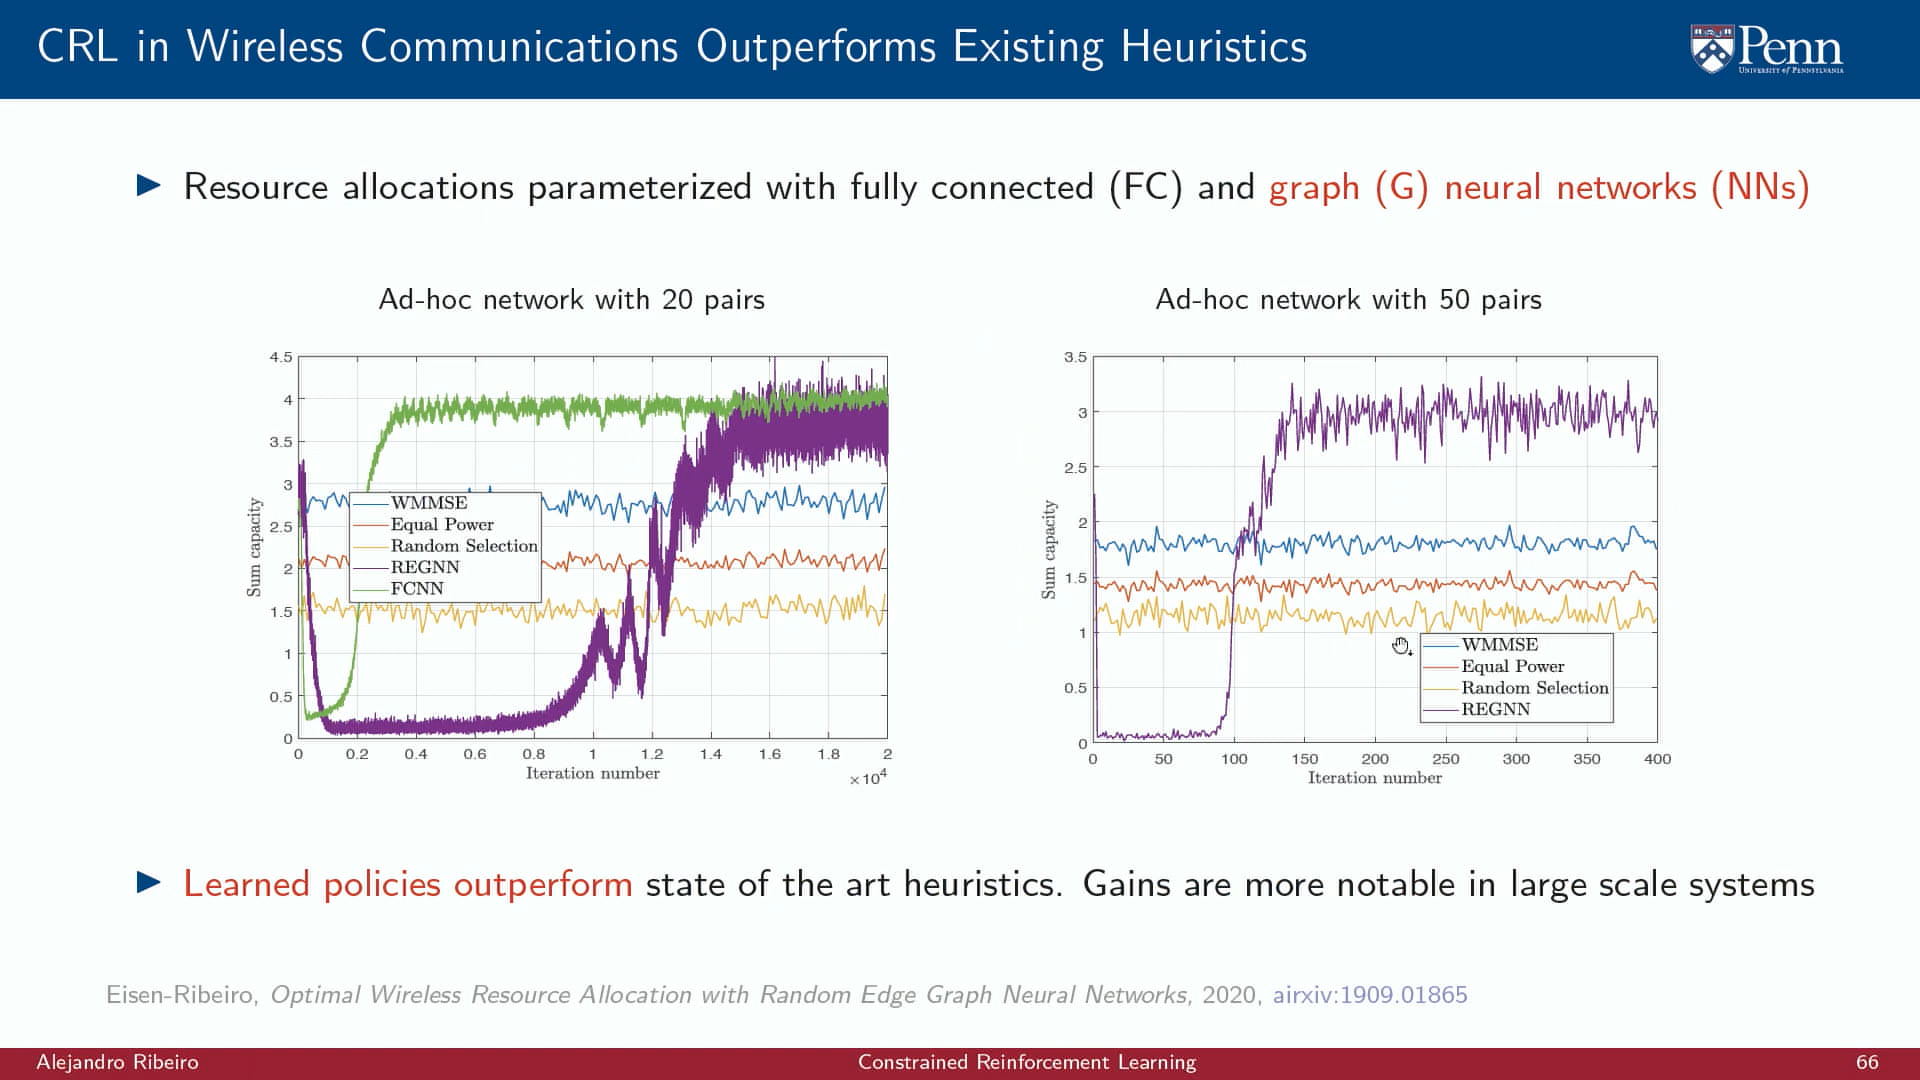 CRL in Wireless Communications Outperforms Existing Heuristics
Penn
UNIVERSITY of PENNSYLVANIA
Resource allocations parameterized with fully connected (FC) and graph (G) neural networks (NNs)
Ad-hoc network with 20 pairs
4.5
4
3.5
3
2.5
2
1.5
1
0.5
0
Sum capacity
WMMSE
Equal Power
Random Selection
REGNN
FCNN
0 0.2 0.4 0.6 0.8 1 1.2 1.4 1.6 1.8 2
Iteration number
×10⁴
Ad-hoc network with 50 pairs
3.5
3
2.5
2
1.5
1
0.5
0
Sum capacity
WMMSE
Equal Power
Random Selection
REGNN
0 50 100 150 200 250 300 350 400
Iteration number
Learned policies outperform state of the art heuristics. Gains are more notable in large scale systems
Eisen-Ribeiro, Optimal Wireless Resource Allocation with Random Edge Graph Neural Networks, 2020, airxiv:1909.01865
Alejandro Ribeiro
Constrained Reinforcement Learning
66